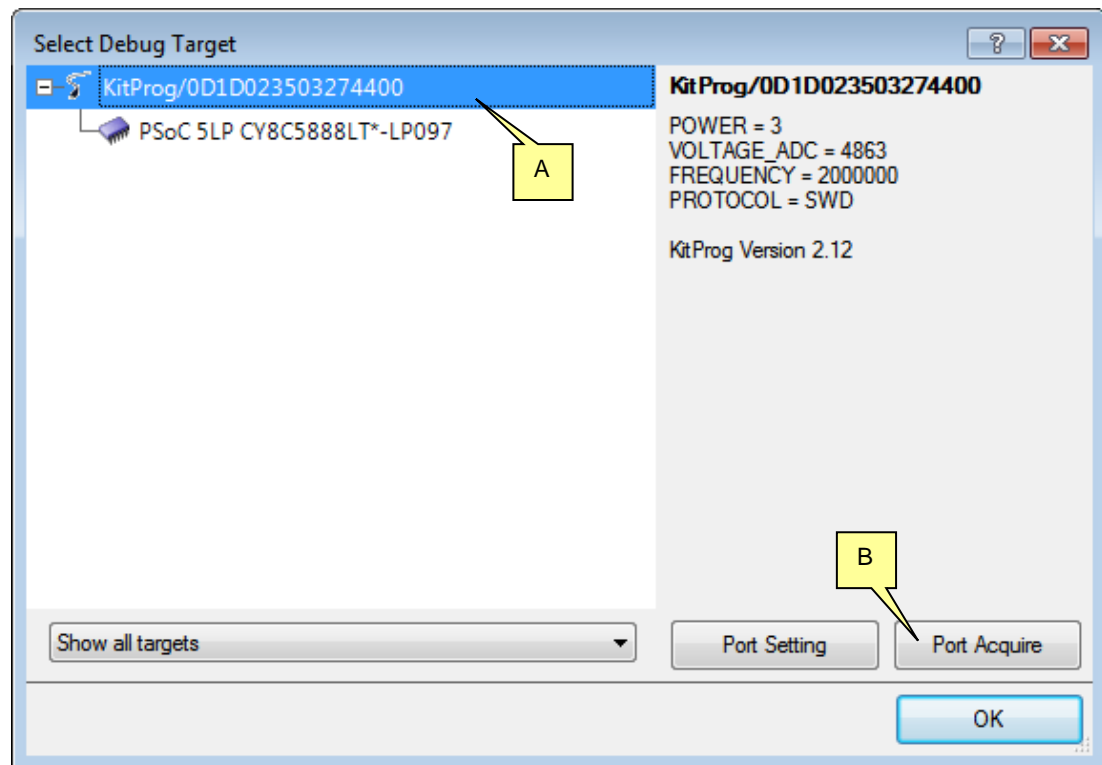 Select Debug Target
KitProg/0D1D023503274400
PSoC 5LP CY8C5888LT*-LP097
A
KitProg/0D1D023503274400
POWER = 3
VOLTAGE_ADC = 4863
FREQUENCY = 2000000
PROTOCOL = SWD
KitProg Version 2.12
B
Show all targets
Port Setting
Port Acquire
OK